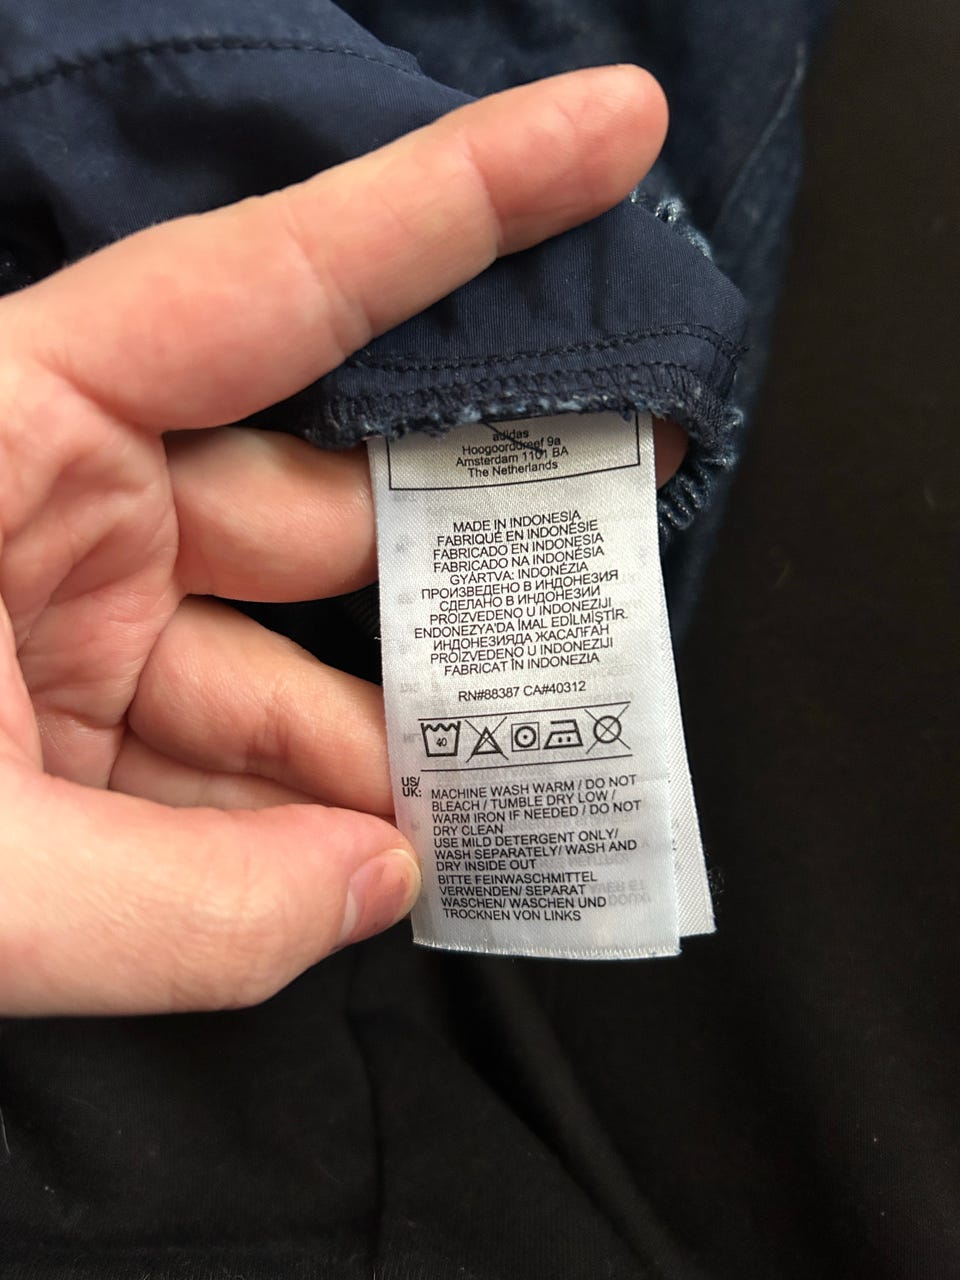 adidas
Hoogoorddreef 9a
Amsterdam 1101 BA
The Netherlands
MADE IN INDONESIA
FABRIQUÉ EN INDONÉSIE
FABRICADO EN INDONESIA
FABRICADO NA INDONÉSIA
GYÁRTVA: INDONÉZIA
ПРОИЗВЕДЕНО В ИНДОНЕЗИЯ
СДЕЛАНО В ИНДОНЕЗИИ
PROIZVEDENO U INDONEZIJI
ENDONEZYA'DA İMAL EDİLMİŞTİR.
ИНДОНЕЗИЯДА ЖАСАЛҒАН
PROIZVEDENO U INDONEZIJI
FABRICAT ÎN INDONEZIA
RN#88387 CA#40312
40
US/
UK:
MACHINE WASH WARM / DO NOT
BLEACH / TUMBLE DRY LOW /
WARM IRON IF NEEDED / DO NOT
DRY CLEAN
USE MILD DETERGENT ONLY/
WASH SEPARATELY/ WASH AND
DRY INSIDE OUT
BITTE FEINWASCHMITTEL
VERWENDEN/ SEPARAT
WASCHEN/ WASCHEN UND
TROCKNEN VON LINKS